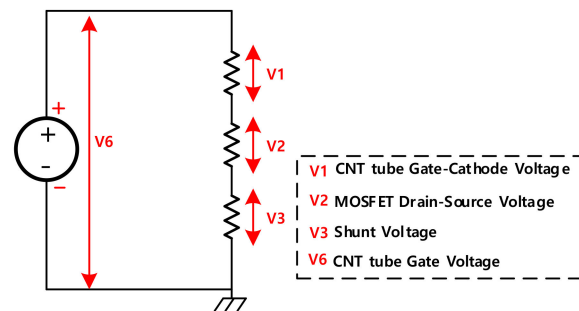 +
+
-
−
V6
V1
V2
V3
V1 CNT tube Gate-Cathode Voltage
V2 MOSFET Drain-Source Voltage
V3 Shunt Voltage
V6 CNT tube Gate Voltage